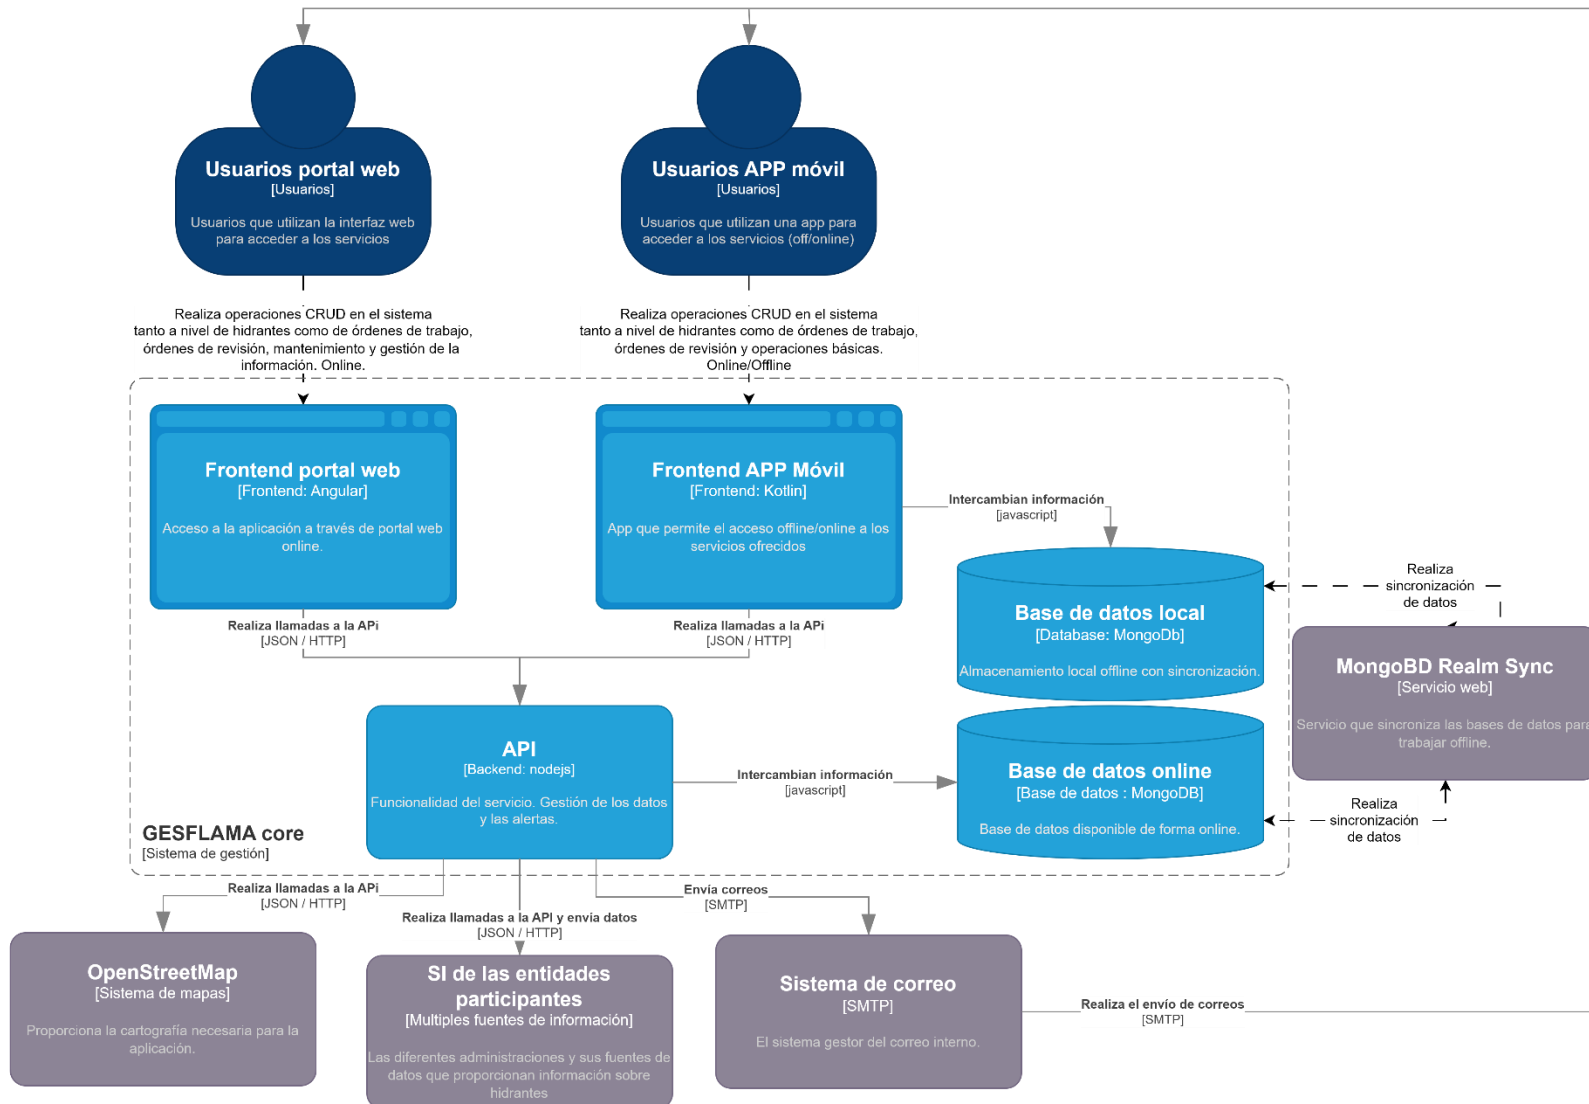 Usuarios portal web
[Usuarios]
Usuarios que utilizan la interfaz web
para acceder a los servicios
Usuarios APP móvil
[Usuarios]
Usuarios que utilizan una app para
acceder a los servicios (off/online)
Realiza operaciones CRUD en el sistema
tanto a nivel de hidrantes como de órdenes de trabajo,
órdenes de revisión, mantenimiento y gestión de la
información. Online.
Realiza operaciones CRUD en el sistema
tanto a nivel de hidrantes como de órdenes de trabajo,
órdenes de revisión y operaciones básicas.
Online/Offline
Frontend portal web
[Frontend: Angular]
Acceso a la aplicación a través de portal web
online.
Frontend APP Móvil
[Frontend: Kotlin]
App que permite el acceso offline/online a los
servicios ofrecidos
Intercambian información
[javascript]
Base de datos local
[Database: MongoDb]
Almacenamiento local offline con sincronización.
Realiza
sincronización
de datos
MongoBD Realm Sync
[Servicio web]
Servicio que sincroniza las bases de datos para
trabajar offline.
Realiza llamadas a la APi
[JSON / HTTP]
Realiza llamadas a la APi
[JSON / HTTP]
API
[Backend: nodejs]
Funcionalidad del servicio. Gestión de los datos
y las alertas.
Intercambian información
[javascript]
Base de datos online
[Base de datos : MongoDB]
Base de datos disponible de forma online.
Realiza
sincronización
de datos
GESFLAMA core
[Sistema de gestión]
Realiza llamadas a la APi
[JSON / HTTP]
Realiza llamadas a la API y envía datos
[JSON / HTTP]
Envía correos
[SMTP]
OpenStreetMap
[Sistema de mapas]
Proporciona la cartografía necesaria para la
aplicación.
SI de las entidades
participantes
[Multiples fuentes de información]
Las diferentes administraciones y sus fuentes de
datos que proporcionan información sobre
hidrantes
Sistema de correo
[SMTP]
El sistema gestor del correo interno.
Realiza el envío de correos
[SMTP]